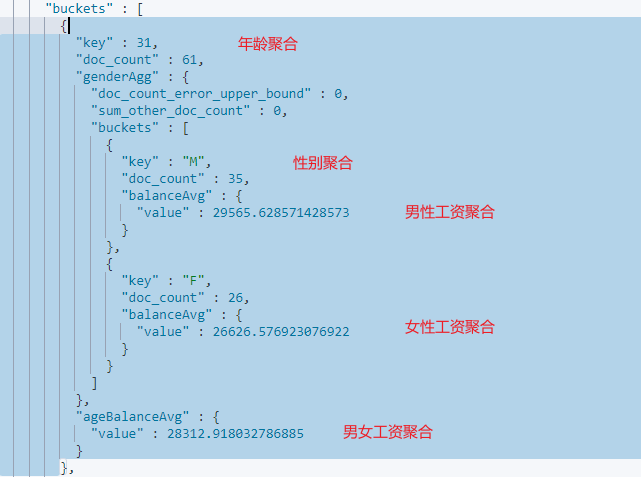 "buckets" : [
{
"key" : 31, 年龄聚合
"doc_count" : 61,
"genderAgg" : {
"doc_count_error_upper_bound" : 0,
"sum_other_doc_count" : 0,
"buckets" : [
{
"key" : "M", 性别聚合
"doc_count" : 35,
"balanceAvg" : {
"value" : 29565.628571428573 男性工资聚合
}
},
{
"key" : "F",
"doc_count" : 26,
"balanceAvg" : {
"value" : 26626.576923076922 女性工资聚合
}
}
]
},
"ageBalanceAvg" : {
"value" : 28312.918032786885 男女工资聚合
}
},